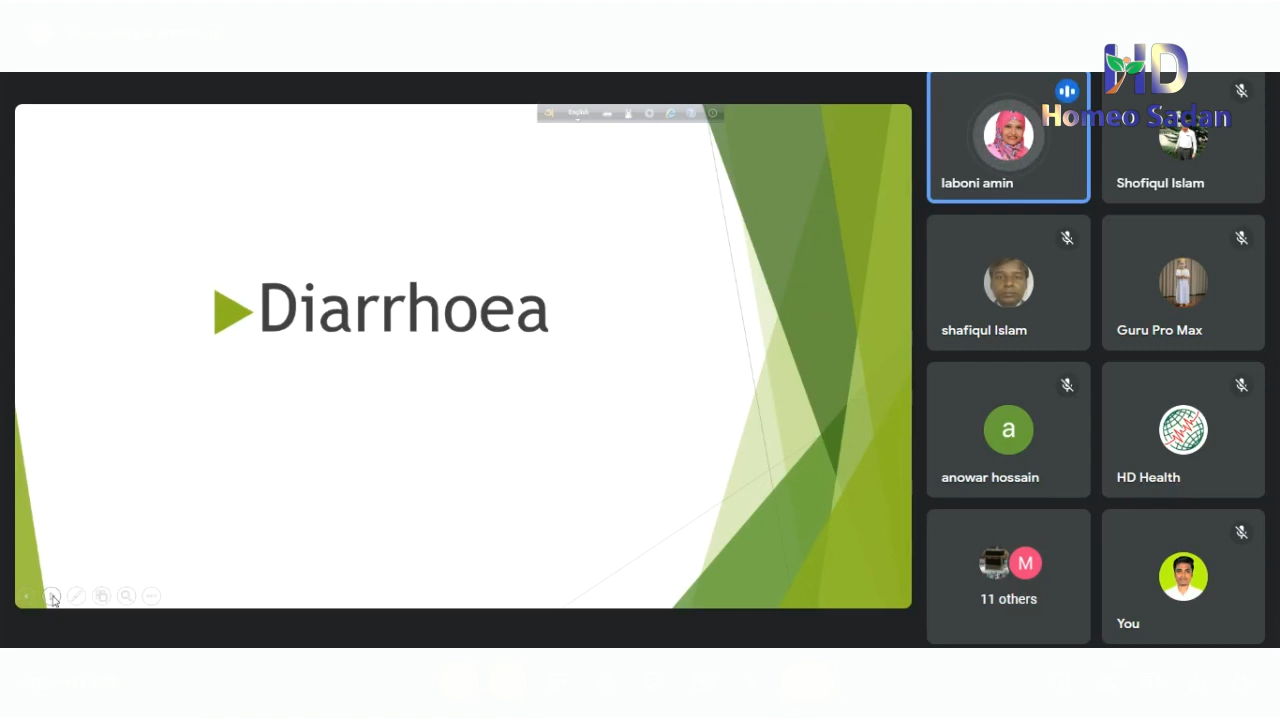 HD
Homeo Sadan
English
Diarrhoea
laboni amin
Shofiqul Islam
shafiqul Islam
Guru Pro Max
a
anowar hossain
HD Health
M
11 others
You